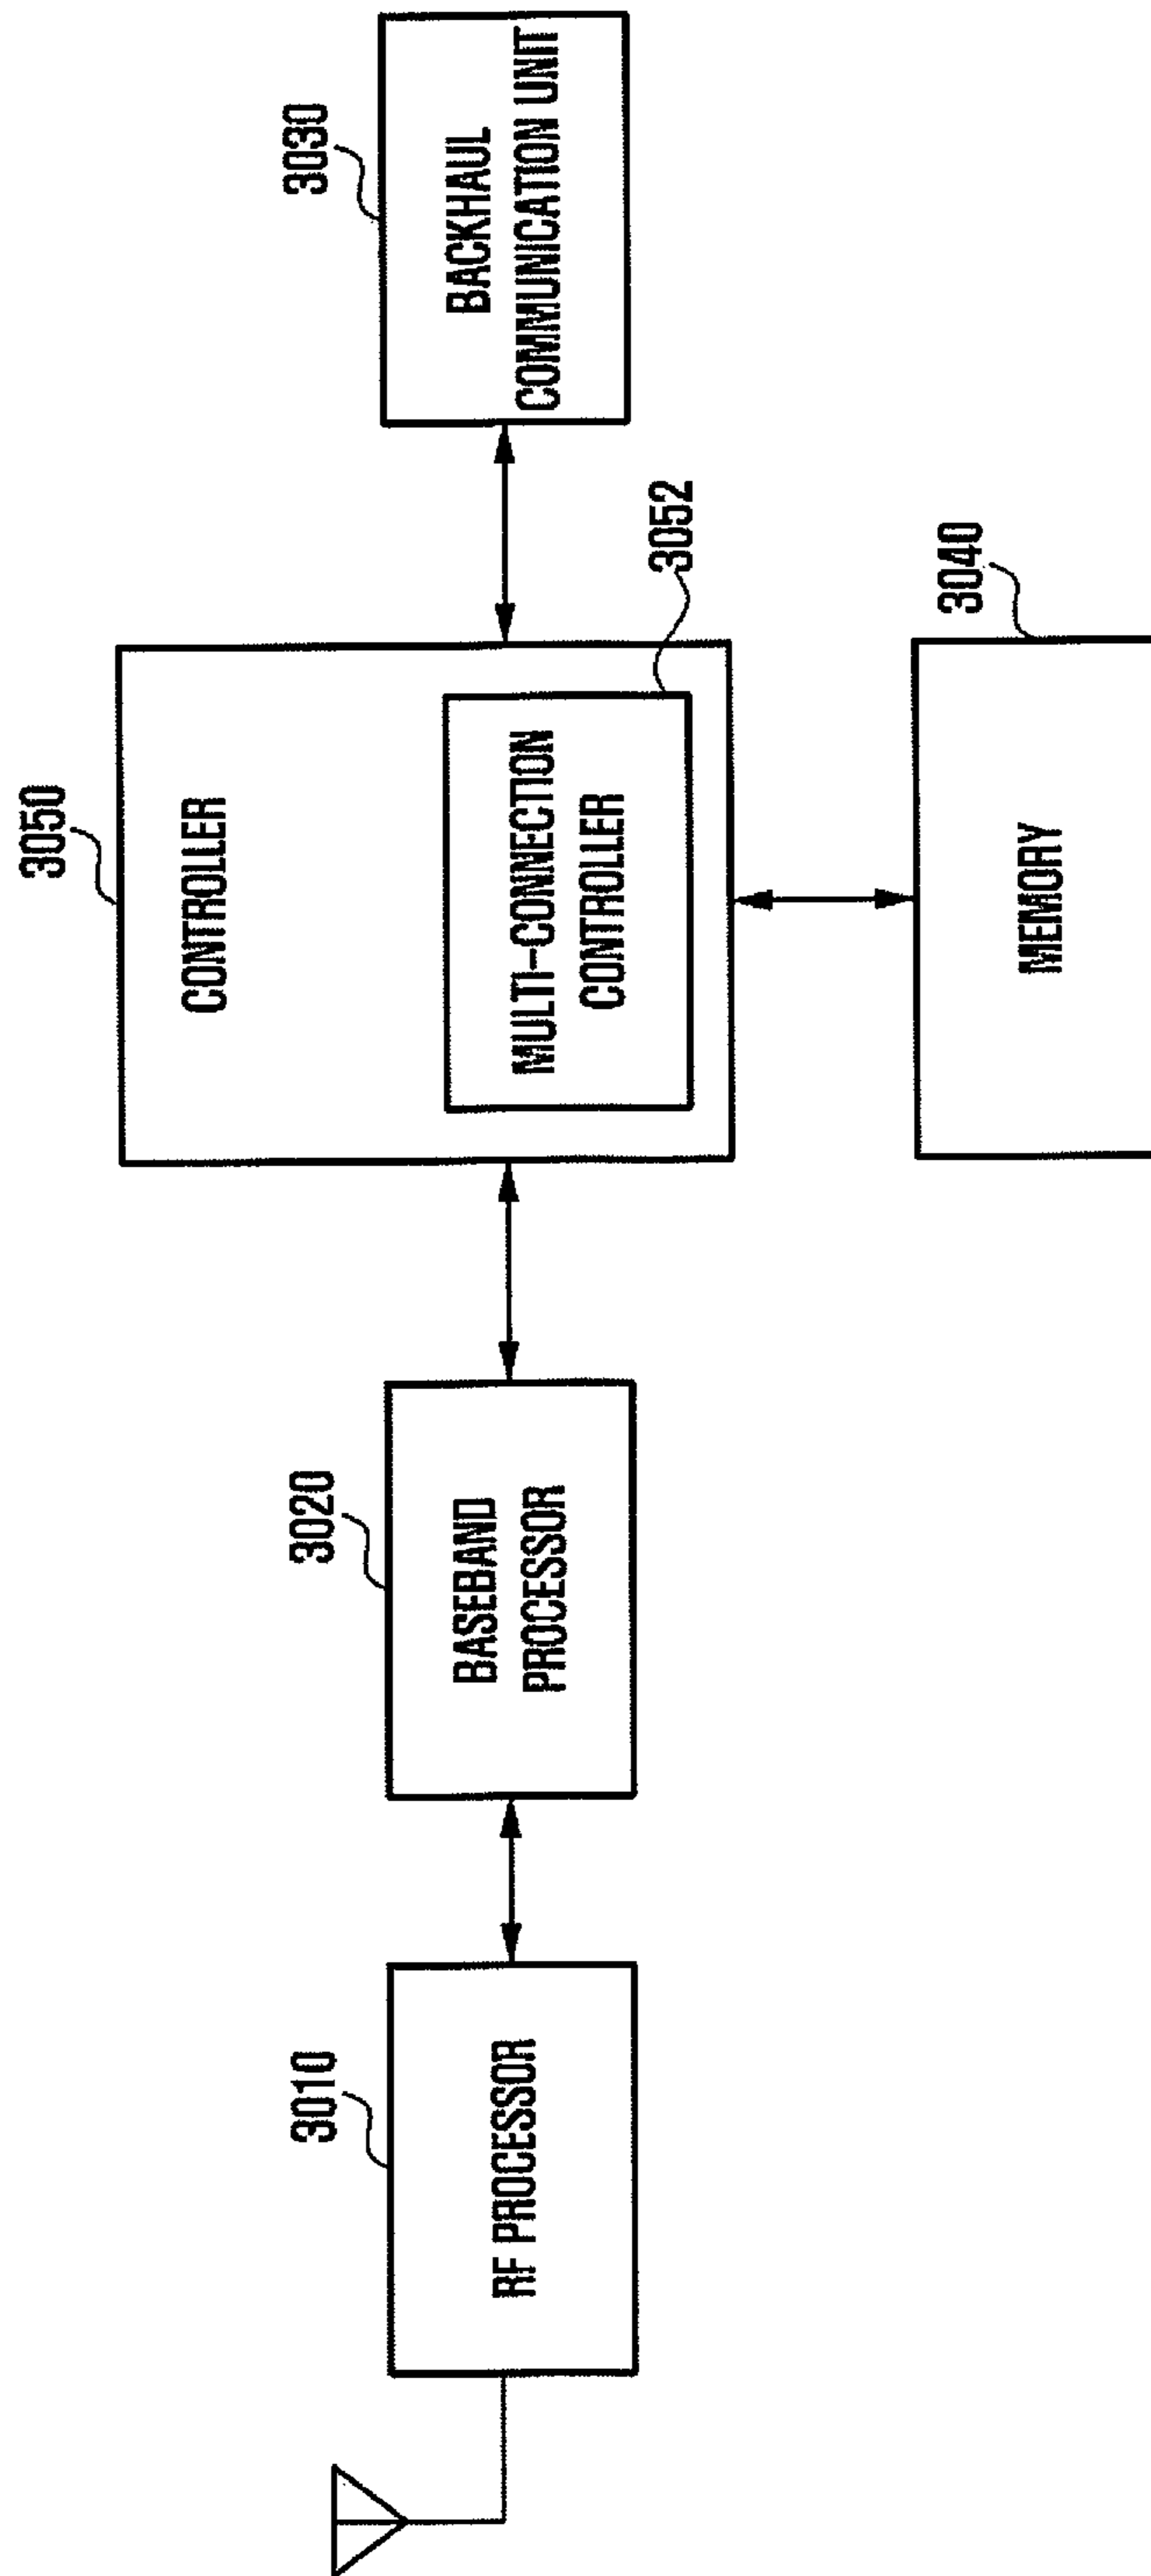 3010
RF PROCESSOR
3020
BASEBAND
PROCESSOR
3050
CONTROLLER
MULTI-CONNECTION
CONTROLLER
3052
3030
BACKHAUL
COMMUNICATION UNIT
3040
MEMORY